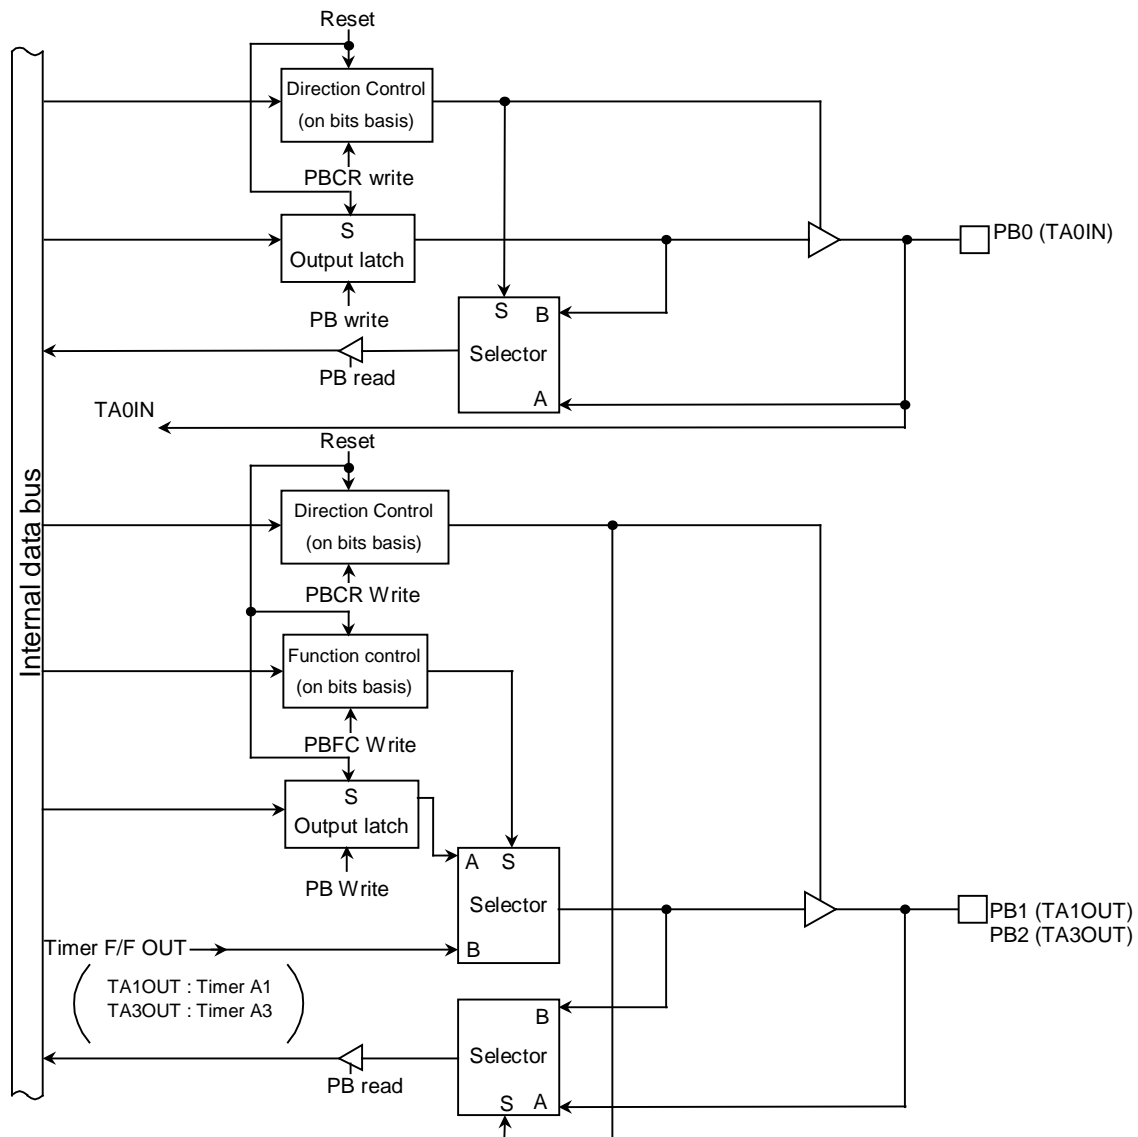 Reset
Direction Control
(on bits basis)
PBCR write
S
Output latch
PB write
PB0 (TA0IN)
S B
Selector
A
PB read
TA0IN
Reset
Internal data bus
Direction Control
(on bits basis)
PBCR Write
Function control
(on bits basis)
PBFC Write
S
Output latch
PB Write
A S
Selector
B
PB1 (TA1OUT)
PB2 (TA3OUT)
Timer F/F OUT
TA1OUT : Timer A1
TA3OUT : Timer A3
B
Selector
S A
PB read